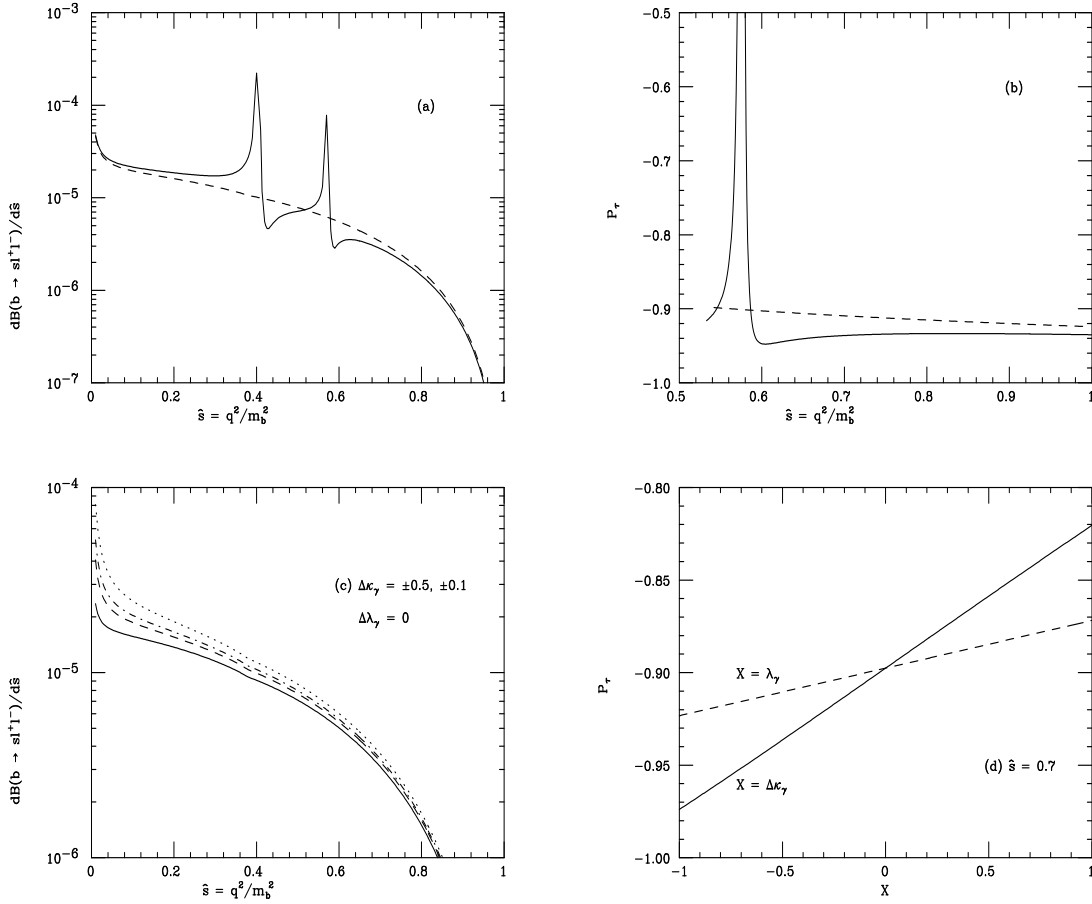 10⁻³
10⁻⁴
10⁻⁵
10⁻⁶
10⁻⁷
dB(b → sl⁺l⁻)/dŝ
(a)
0 0.2 0.4 0.6 0.8 1
ŝ = q²/m_b²
−0.5
−0.6
−0.7
−0.8
−0.9
−1.0
P_τ
(b)
0.5 0.6 0.7 0.8 0.9 1
ŝ = q²/m_b²
10⁻⁴
10⁻⁵
10⁻⁶
dB(b → sl⁺l⁻)/dŝ
(c) Δκ_γ = ±0.5, ±0.1
Δλ_γ = 0
0 0.2 0.4 0.6 0.8 1
ŝ = q²/m_b²
−0.80
−0.85
−0.90
−0.95
−1.00
P_τ
X = λ_γ
X = Δκ_γ
(d) ŝ = 0.7
−1 −0.5 0 0.5 1
X